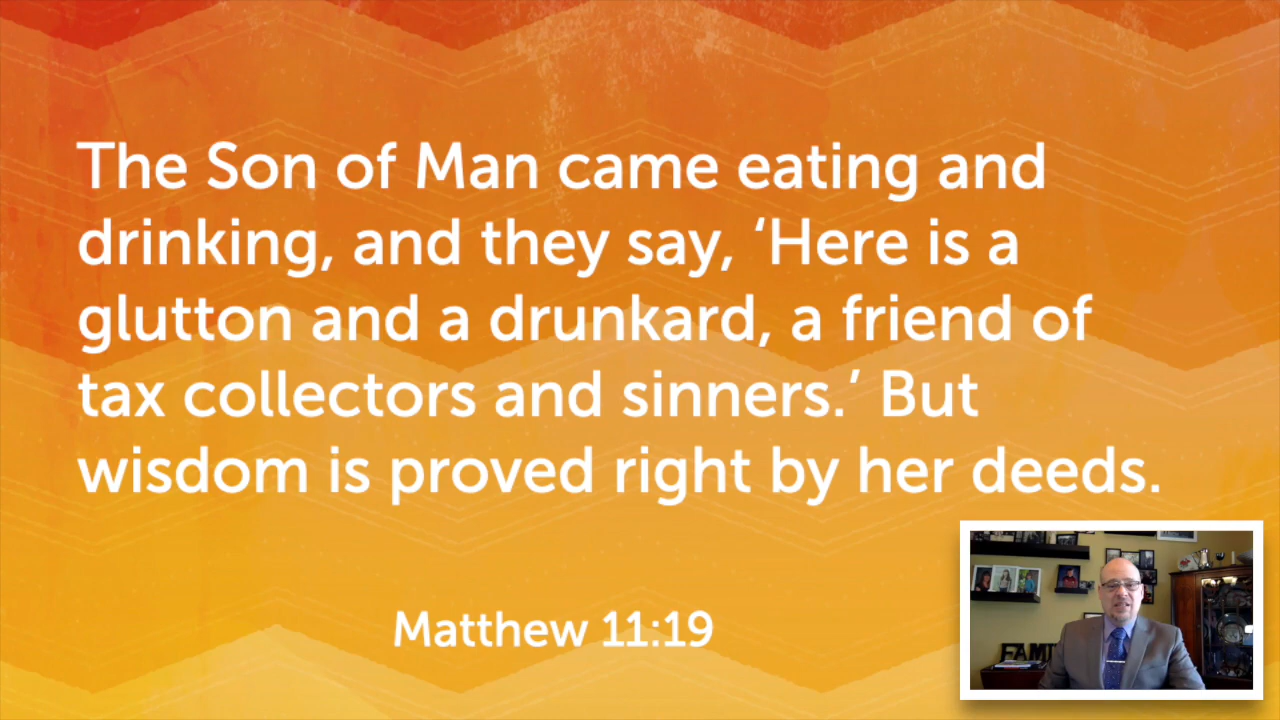 The Son of Man came eating and
drinking, and they say, ‘Here is a
glutton and a drunkard, a friend of
tax collectors and sinners.’ But
wisdom is proved right by her deeds.
Matthew 11:19